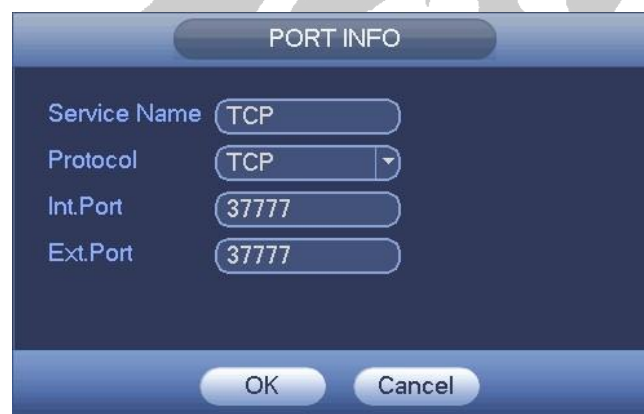 PORT INFO
Service Name TCP
Protocol TCP
Int.Port 37777
Ext.Port 37777
OK Cancel